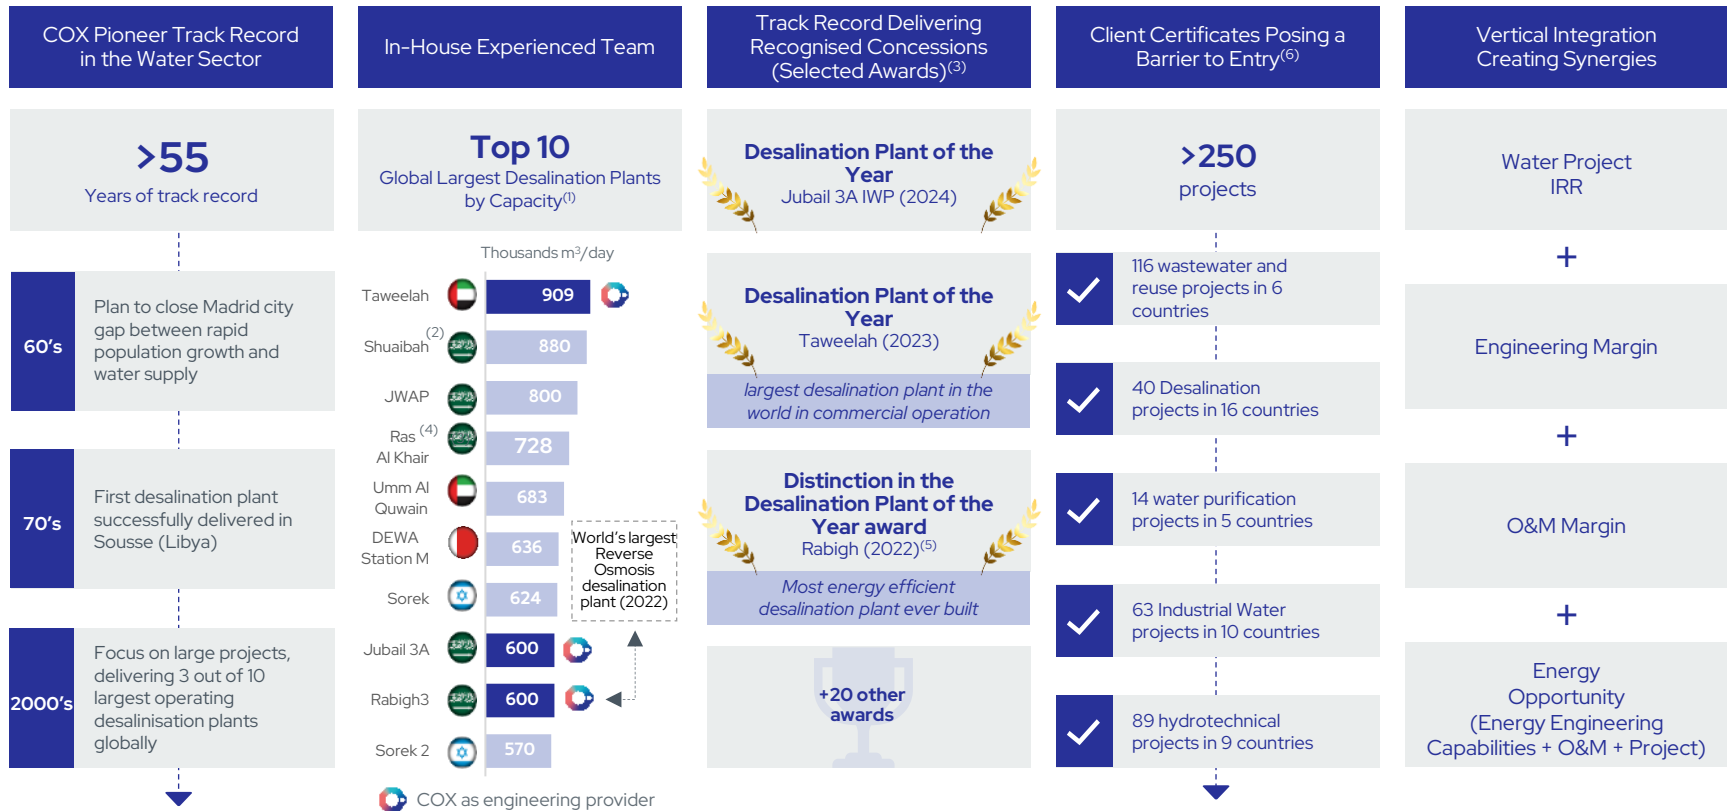 COX Pioneer Track Record
in the Water Sector
>55
Years of track record
60's
Plan to close Madrid city
gap between rapid
population growth and
water supply
70's
First desalination plant
successfully delivered in
Sousse (Libya)
2000's
Focus on large projects,
delivering 3 out of 10
largest operating
desalinisation plants
globally
In-House Experienced Team
Top 10
Global Largest Desalination Plants
by Capacity(1)
Thousands m³/day
Taweelah 909
Shuaibah(2) 880
JWAP 800
Ras (4)
Al Khair
728
Umm Al
Quwain
683
DEWA
Station M
636
Sorek 624
Jubail 3A 600
Rabigh3 600
Sorek 2 570
World's largest
Reverse
Osmosis
desalination
plant (2022)
COX as engineering provider
Track Record Delivering
Recognised Concessions
(Selected Awards)(3)
Desalination Plant of the
Year
Jubail 3A IWP (2024)
Desalination Plant of the
Year
Taweelah (2023)
largest desalination plant in the
world in commercial operation
Distinction in the
Desalination Plant of the
Year award
Rabigh (2022)(5)
Most energy efficient
desalination plant ever built
+20 other
awards
Client Certificates Posing a
Barrier to Entry(6)
>250
projects
116 wastewater and
reuse projects in 6
countries
40 Desalination
projects in 16 countries
14 water purification
projects in 5 countries
63 Industrial Water
projects in 10 countries
89 hydrotechnical
projects in 9 countries
Vertical Integration
Creating Synergies
Water Project
IRR
+
Engineering Margin
+
O&M Margin
+
Energy
Opportunity
(Energy Engineering
Capabilities + O&M + Project)